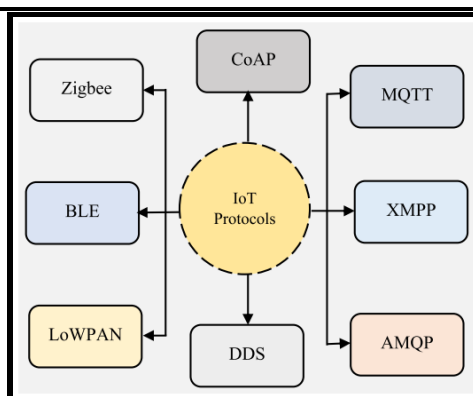 CoAP
Zigbee
MQTT
IoT
Protocols
BLE
XMPP
LoWPAN
DDS
AMQP